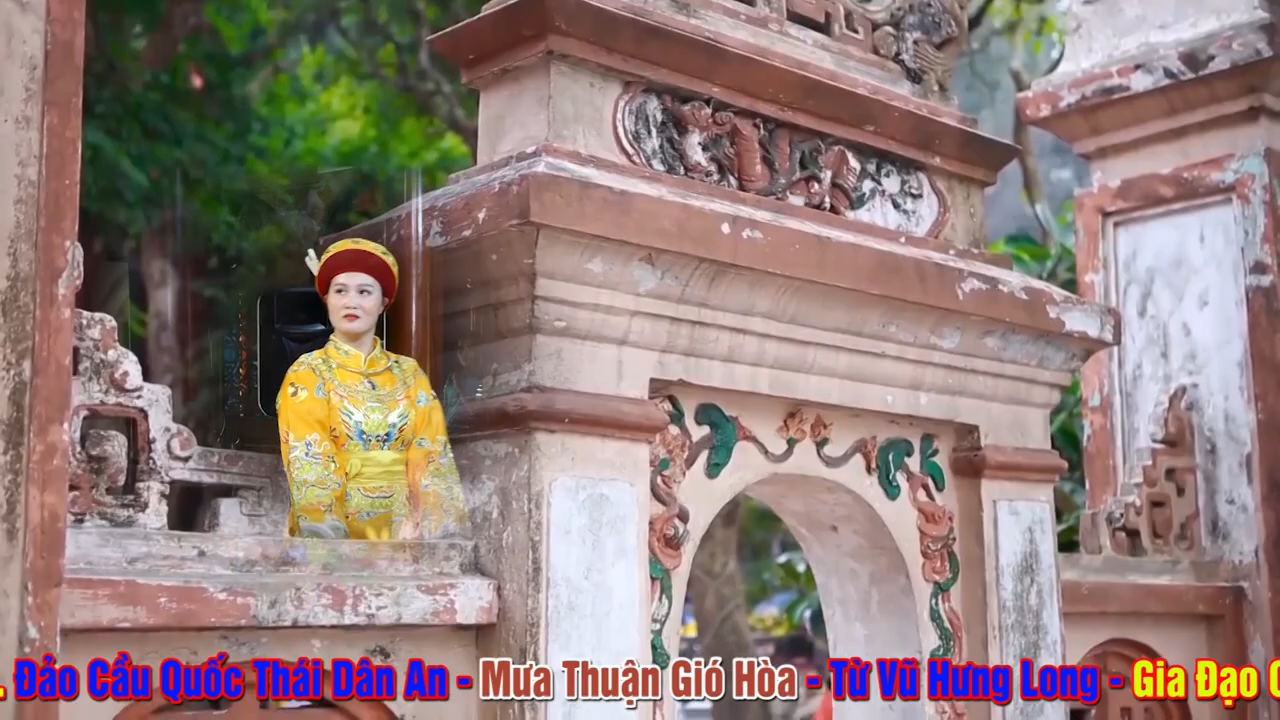 . Đảo Cầu Quốc Thái Dân An - Mưa Thuận Gió Hòa - Từ Vũ Hưng Long - Gia Đạo